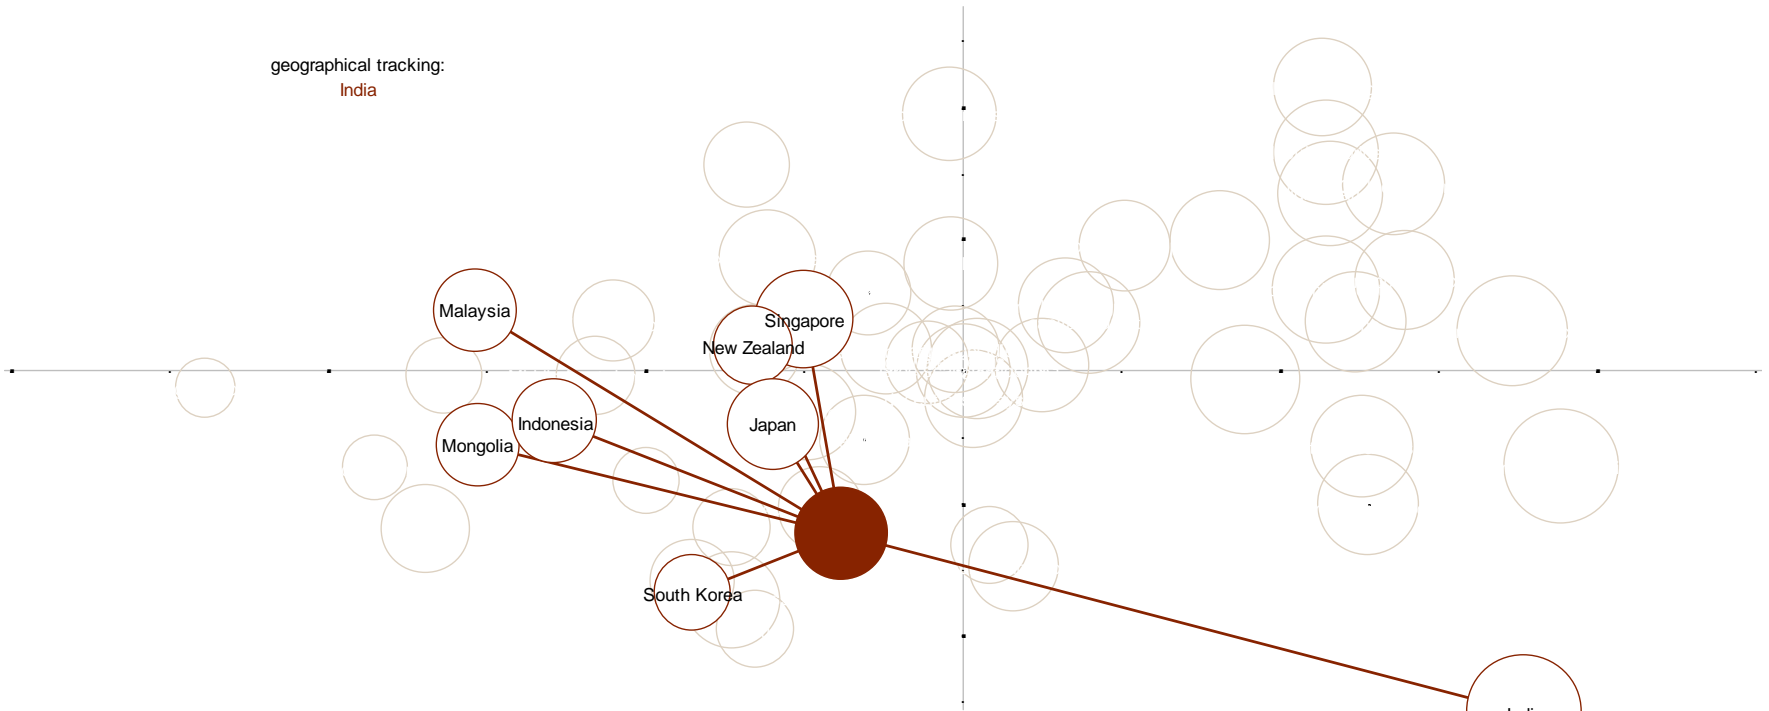 geographical tracking:
India
Malaysia
Singapore
New Zealand
Indonesia
Japan
Mongolia
South Korea